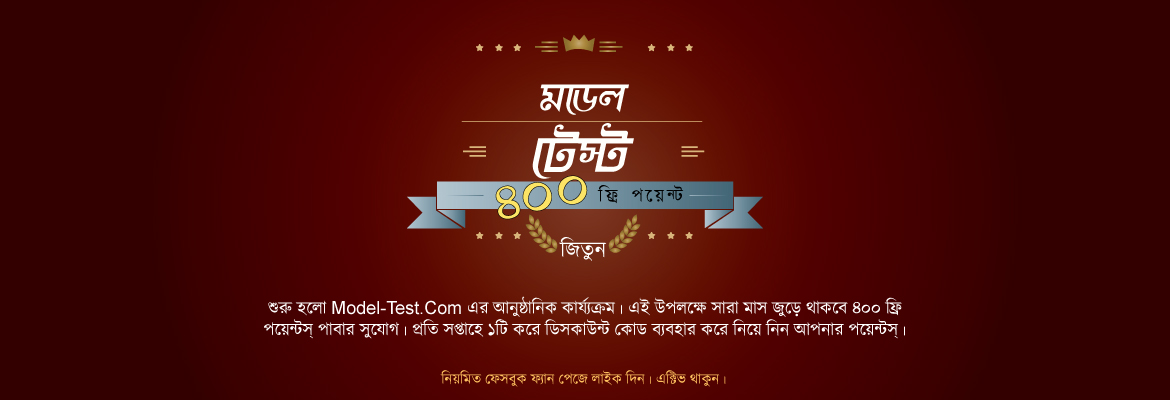 মডেল
টেস্ট
৪০০ ফ্রি পয়েন্ট
জিতুন
শুরু হলো Model-Test.Com এর আনুষ্ঠানিক কার্য্যক্রম। এই উপলক্ষে সারা মাস জুড়ে থাকবে ৪০০ ফ্রি
পয়েন্টস্ পাবার সুযোগ। প্রতি সপ্তাহে ১টি করে ডিসকাউন্ট কোড ব্যবহার করে নিয়ে নিন আপনার পয়েন্টস্।
নিয়মিত ফেসবুক ফ্যান পেজে লাইক দিন। এক্টিভ থাকুন।